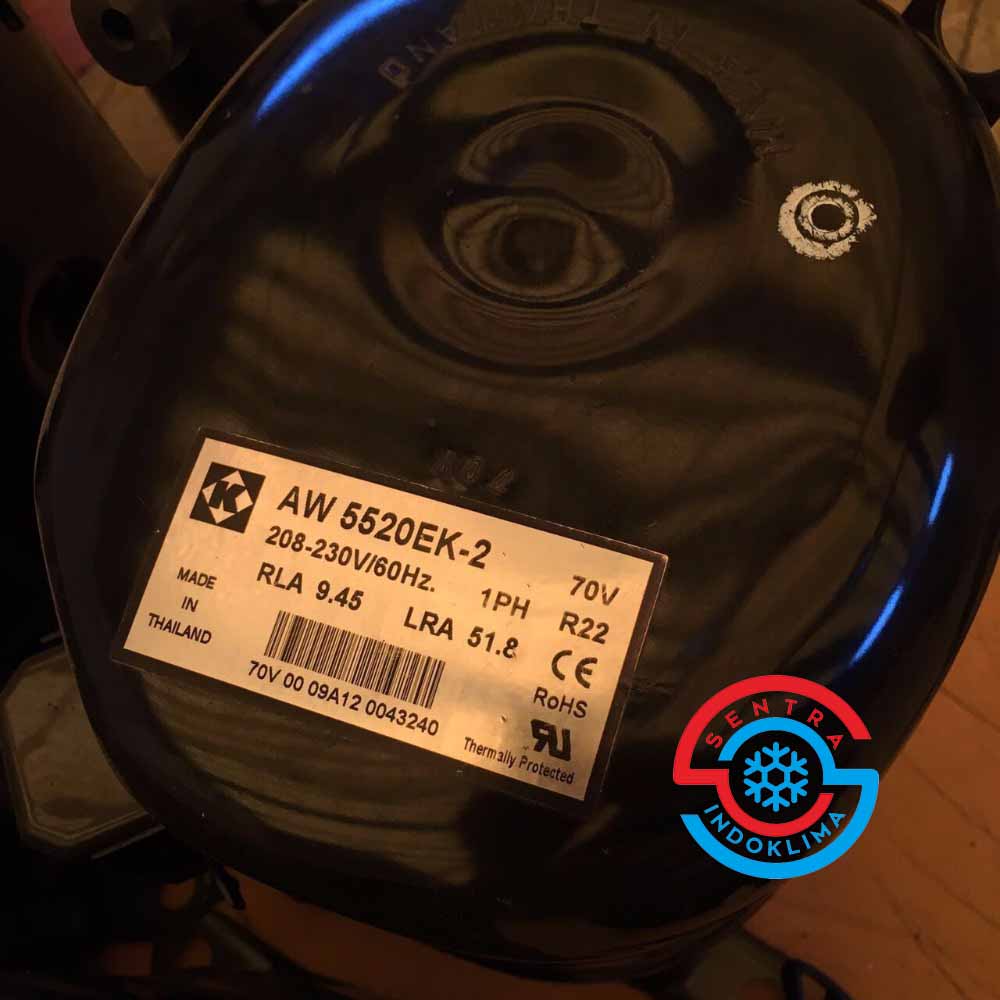 THAILAND
K
AW 5520EK-2
70V
208-230V/60Hz.
1PH
R22
RLA 9.45
LRA 51.8
CE
RoHS
MADE
IN
THAILAND
70V 00 09A12 0043240
Thermally Protected
SENTRA
INDOKLIMA